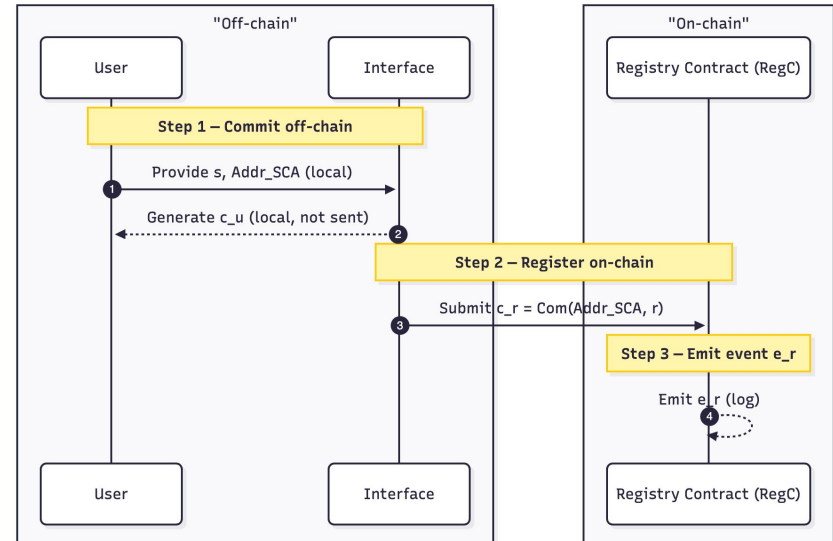 "Off-chain"
"On-chain"
User
Interface
Registry Contract (RegC)
Step 1 — Commit off-chain
Provide s, Addr_SCA (local)
1
Generate c_u (local, not sent)
2
Step 2 — Register on-chain
Submit c_r = Com(Addr_SCA, r)
3
Step 3 — Emit event e_r
Emit e_r (log)
4
User
Interface
Registry Contract (RegC)